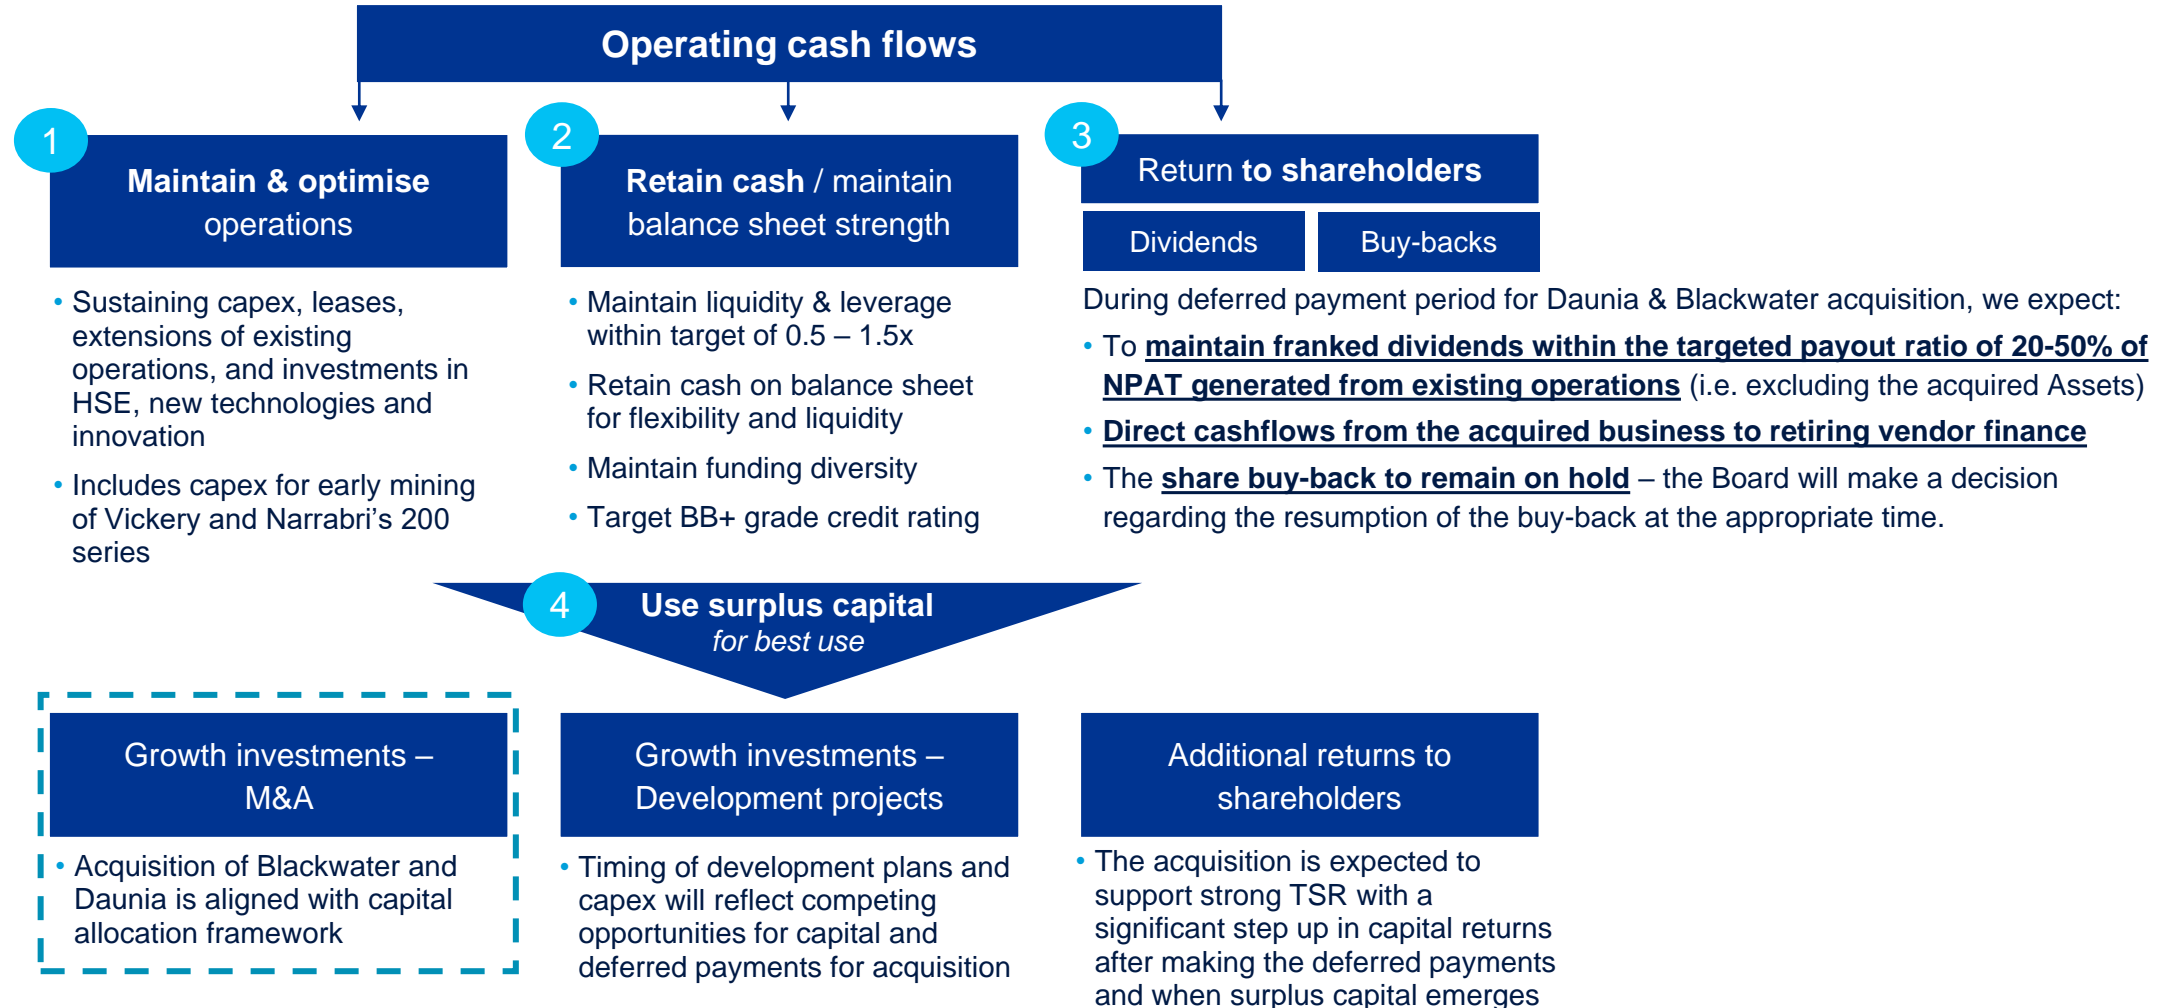 Operating cash flows
1
Maintain & optimise
operations
• Sustaining capex, leases,
extensions of existing
operations, and investments in
HSE, new technologies and
innovation
• Includes capex for early mining
of Vickery and Narrabri’s 200
series
2
Retain cash / maintain
balance sheet strength
• Maintain liquidity & leverage
within target of 0.5 – 1.5x
• Retain cash on balance sheet
for flexibility and liquidity
• Maintain funding diversity
• Target BB+ grade credit rating
3
Return to shareholders
Dividends
Buy-backs
During deferred payment period for Daunia & Blackwater acquisition, we expect:
• To maintain franked dividends within the targeted payout ratio of 20-50% of
NPAT generated from existing operations (i.e. excluding the acquired Assets)
• Direct cashflows from the acquired business to retiring vendor finance
• The share buy-back to remain on hold – the Board will make a decision
regarding the resumption of the buy-back at the appropriate time.
4
Use surplus capital
for best use
Growth investments –
M&A
• Acquisition of Blackwater and
Daunia is aligned with capital
allocation framework
Growth investments –
Development projects
• Timing of development plans and
capex will reflect competing
opportunities for capital and
deferred payments for acquisition
Additional returns to
shareholders
• The acquisition is expected to
support strong TSR with a
significant step up in capital returns
after making the deferred payments
and when surplus capital emerges